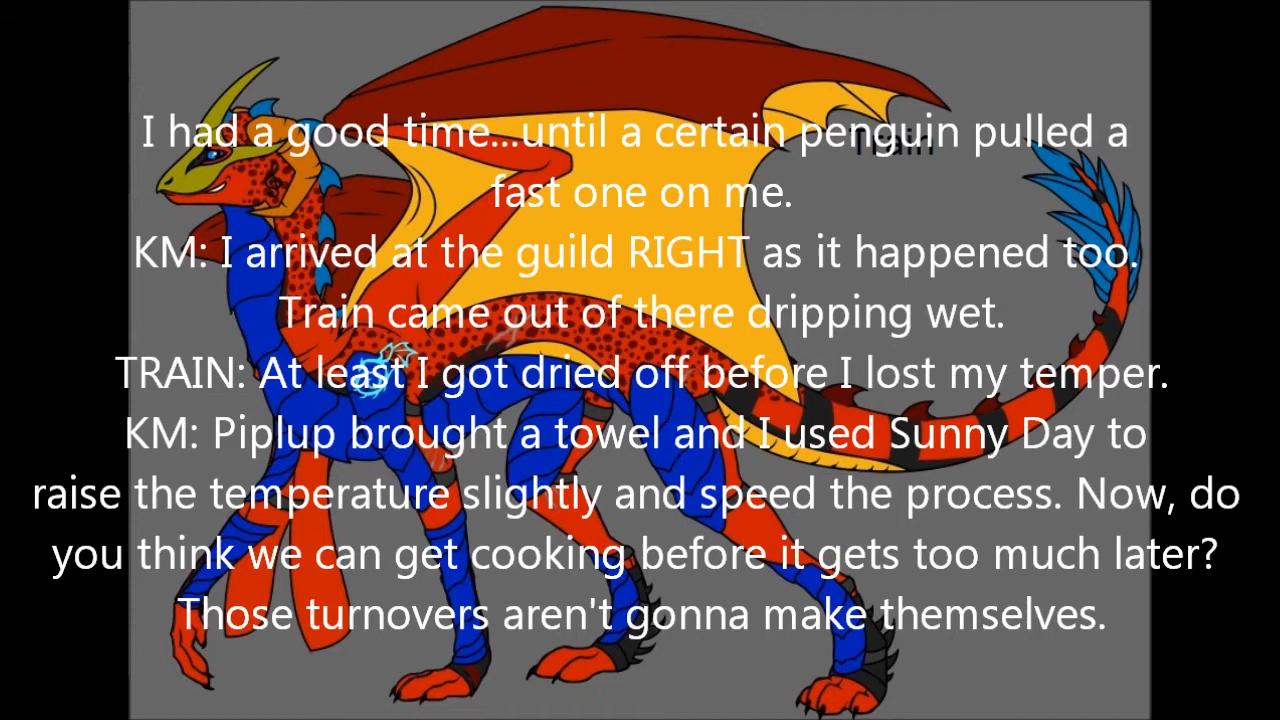 I had a good time...until a certain penguin pulled a
fast one on me.
KM: I arrived at the guild RIGHT as it happened too.
Train came out of there dripping wet.
TRAIN: At least I got dried off before I lost my temper.
KM: Piplup brought a towel and I used Sunny Day to
raise the temperature slightly and speed the process. Now, do
you think we can get cooking before it gets too much later?
Those turnovers aren't gonna make themselves.
Train